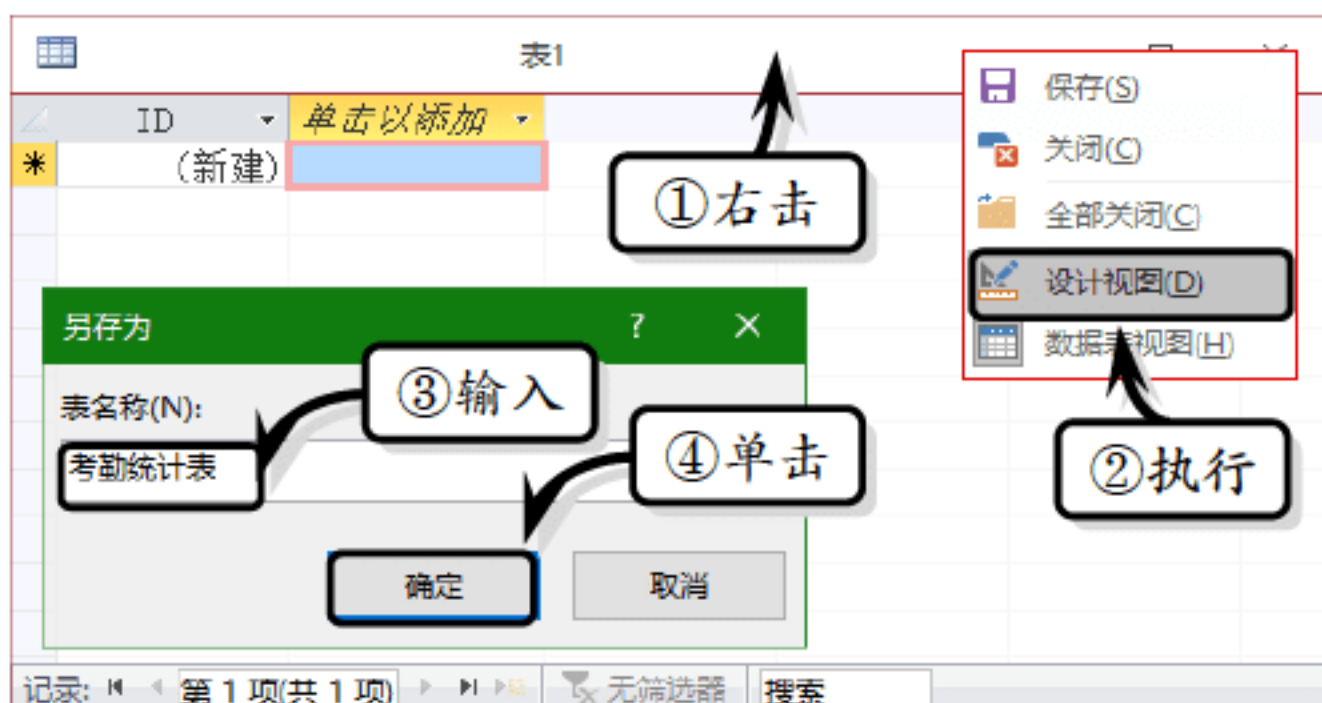 表1
ID 单击以添加
(新建)
①右击
保存(S)
关闭(C)
全部关闭(C)
设计视图(D)
数据表视图(H)
②执行
另存为 ?
③输入
表名称(N):
考勤统计表
④单击
确定 取消
记录: 第 1 项(共 1 项) 无筛选器 搜索